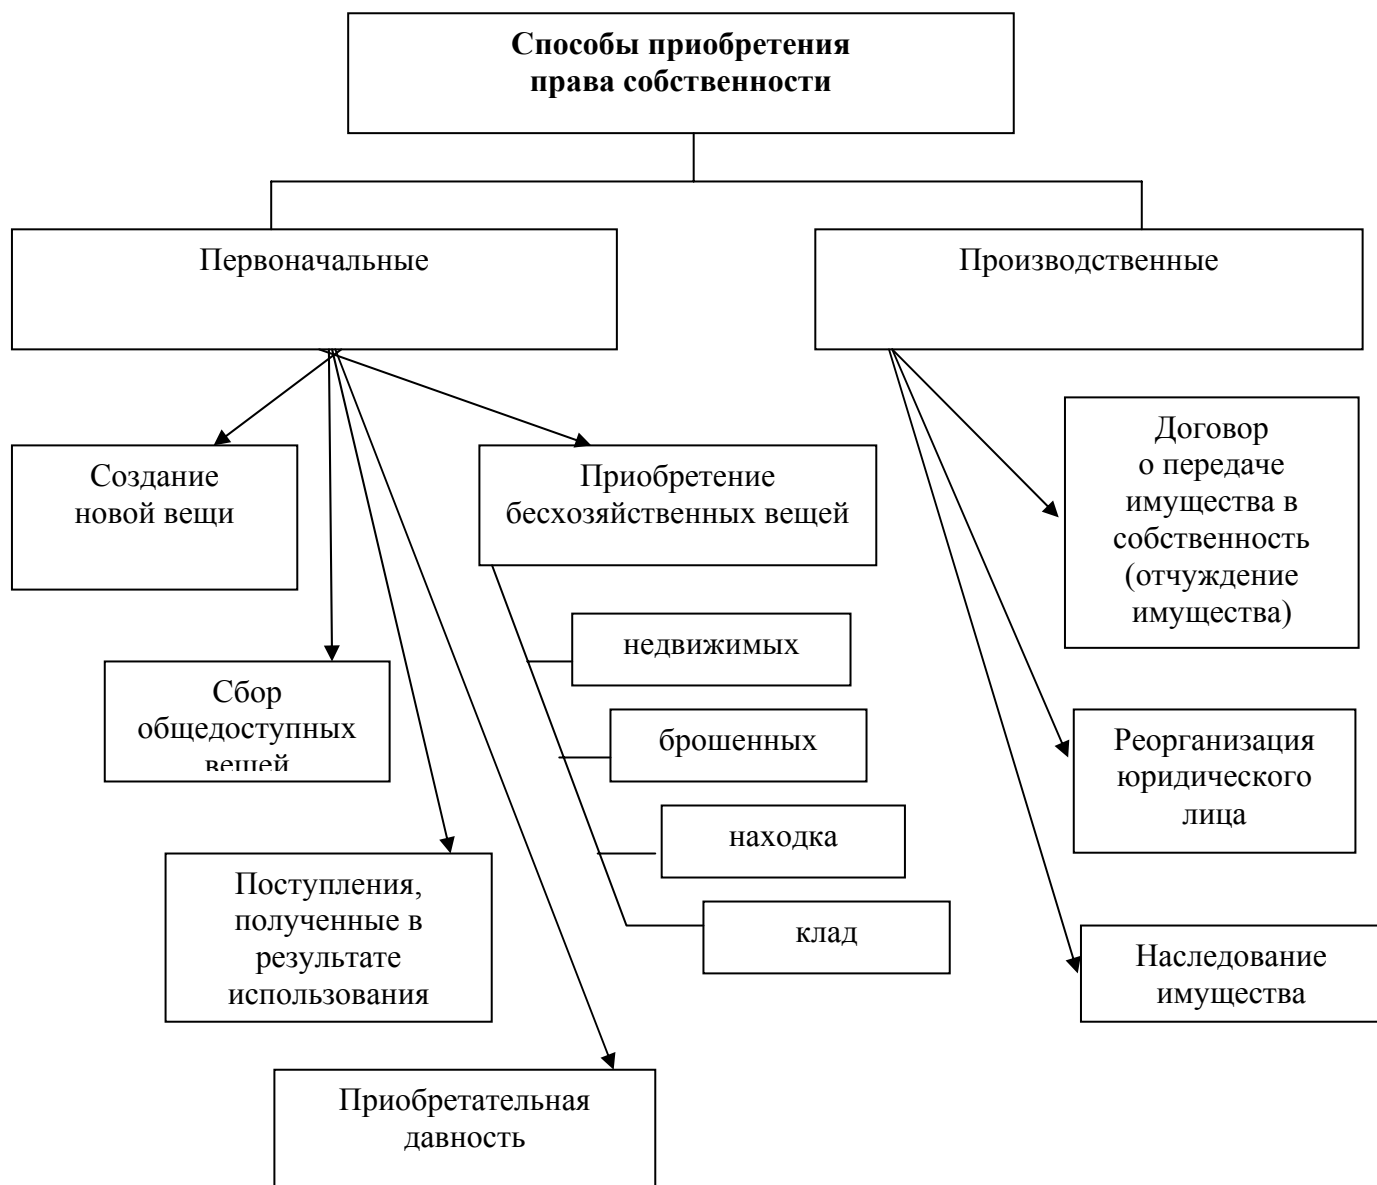 Способы приобретения
права собственности
Первоначальные
Производственные
Создание
новой вещи
Приобретение
бесхозяйственных вещей
Договор
о передаче
имущества в
собственность
(отчуждение
имущества)
недвижимых
Сбор
общедоступных
вещей
брошенных
Реорганизация
юридического
лица
находка
Поступления,
полученные в
результате
использования
клад
Наследование
имущества
Приобретательная
давность